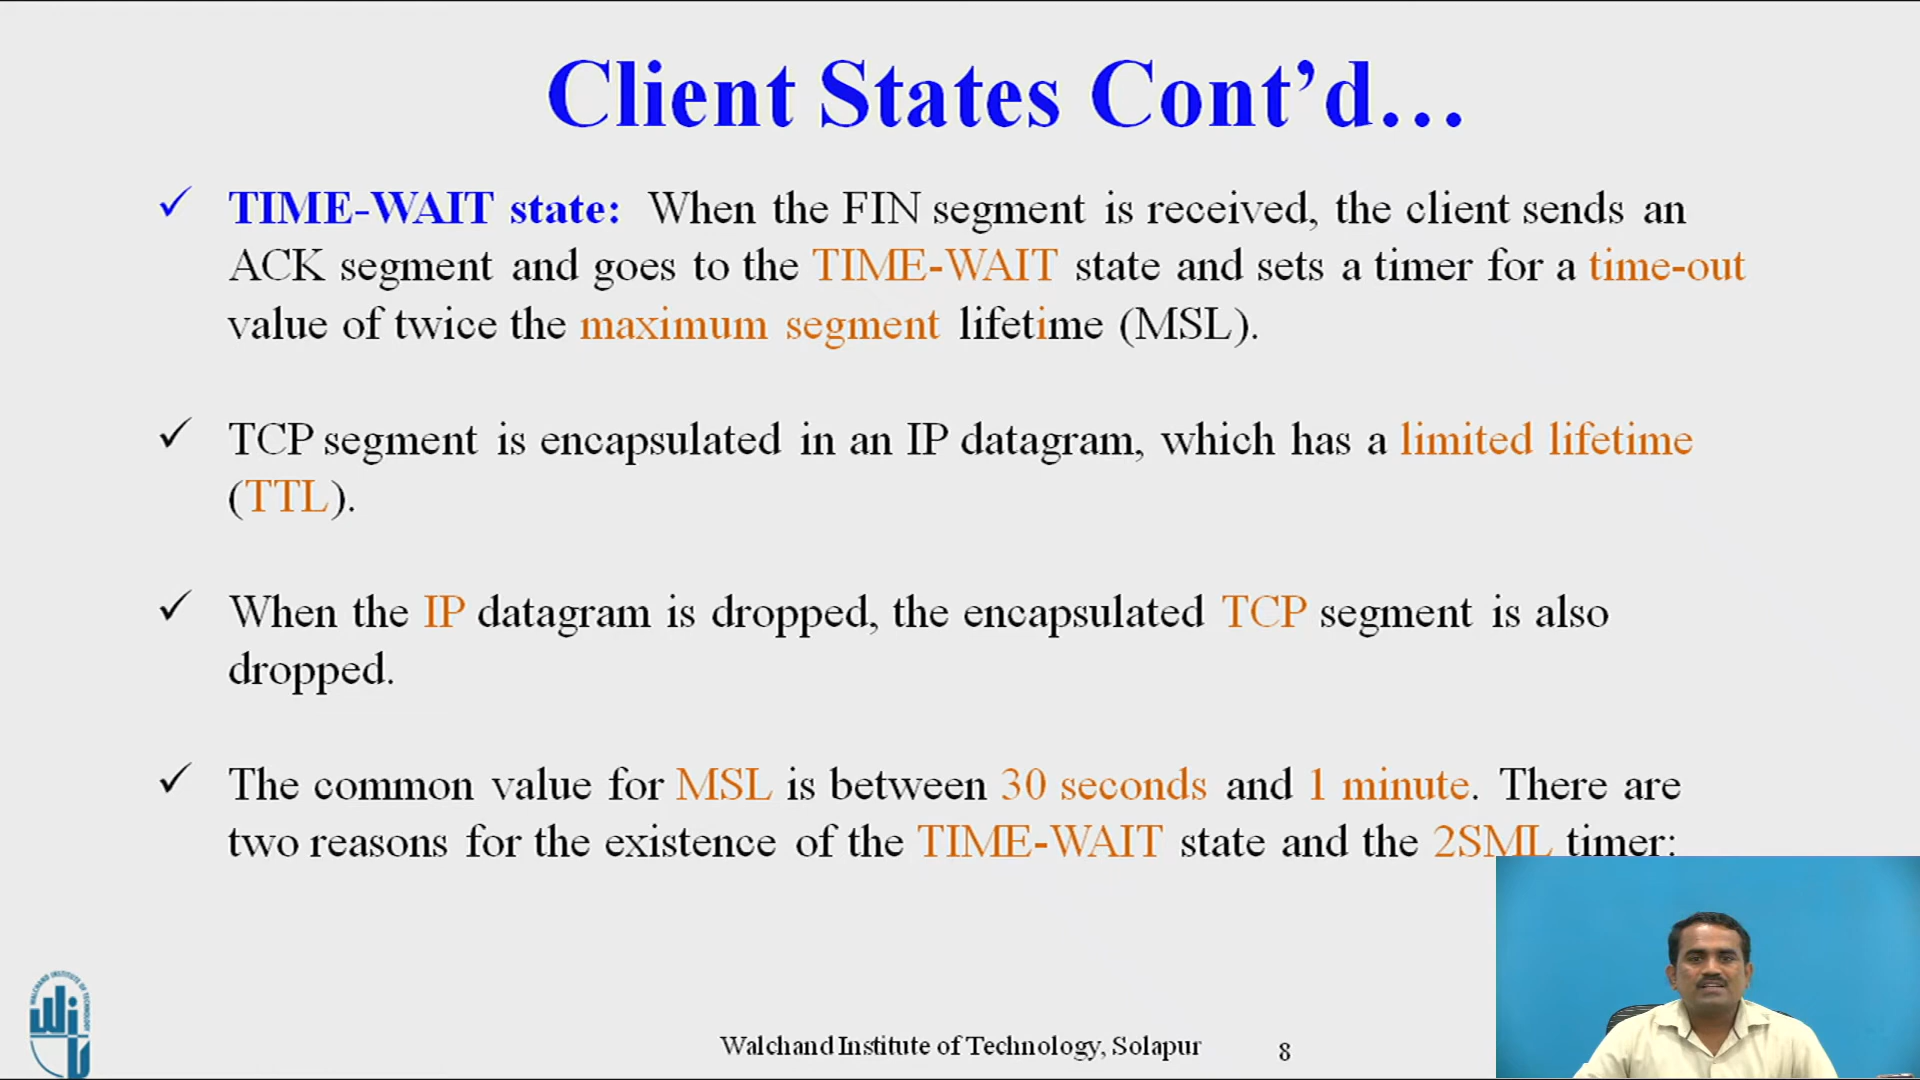 Client States Cont’d…
✓ TIME-WAIT state: When the FIN segment is received, the client sends an
ACK segment and goes to the TIME-WAIT state and sets a timer for a time-out
value of twice the maximum segment lifetime (MSL).
✓ TCP segment is encapsulated in an IP datagram, which has a limited lifetime
(TTL).
✓ When the IP datagram is dropped, the encapsulated TCP segment is also
dropped.
✓ The common value for MSL is between 30 seconds and 1 minute. There are
two reasons for the existence of the TIME-WAIT state and the 2SML timer:
WALCHAND INSTITUTE OF TECHNOLOGY
Walchand Institute of Technology, Solapur 8